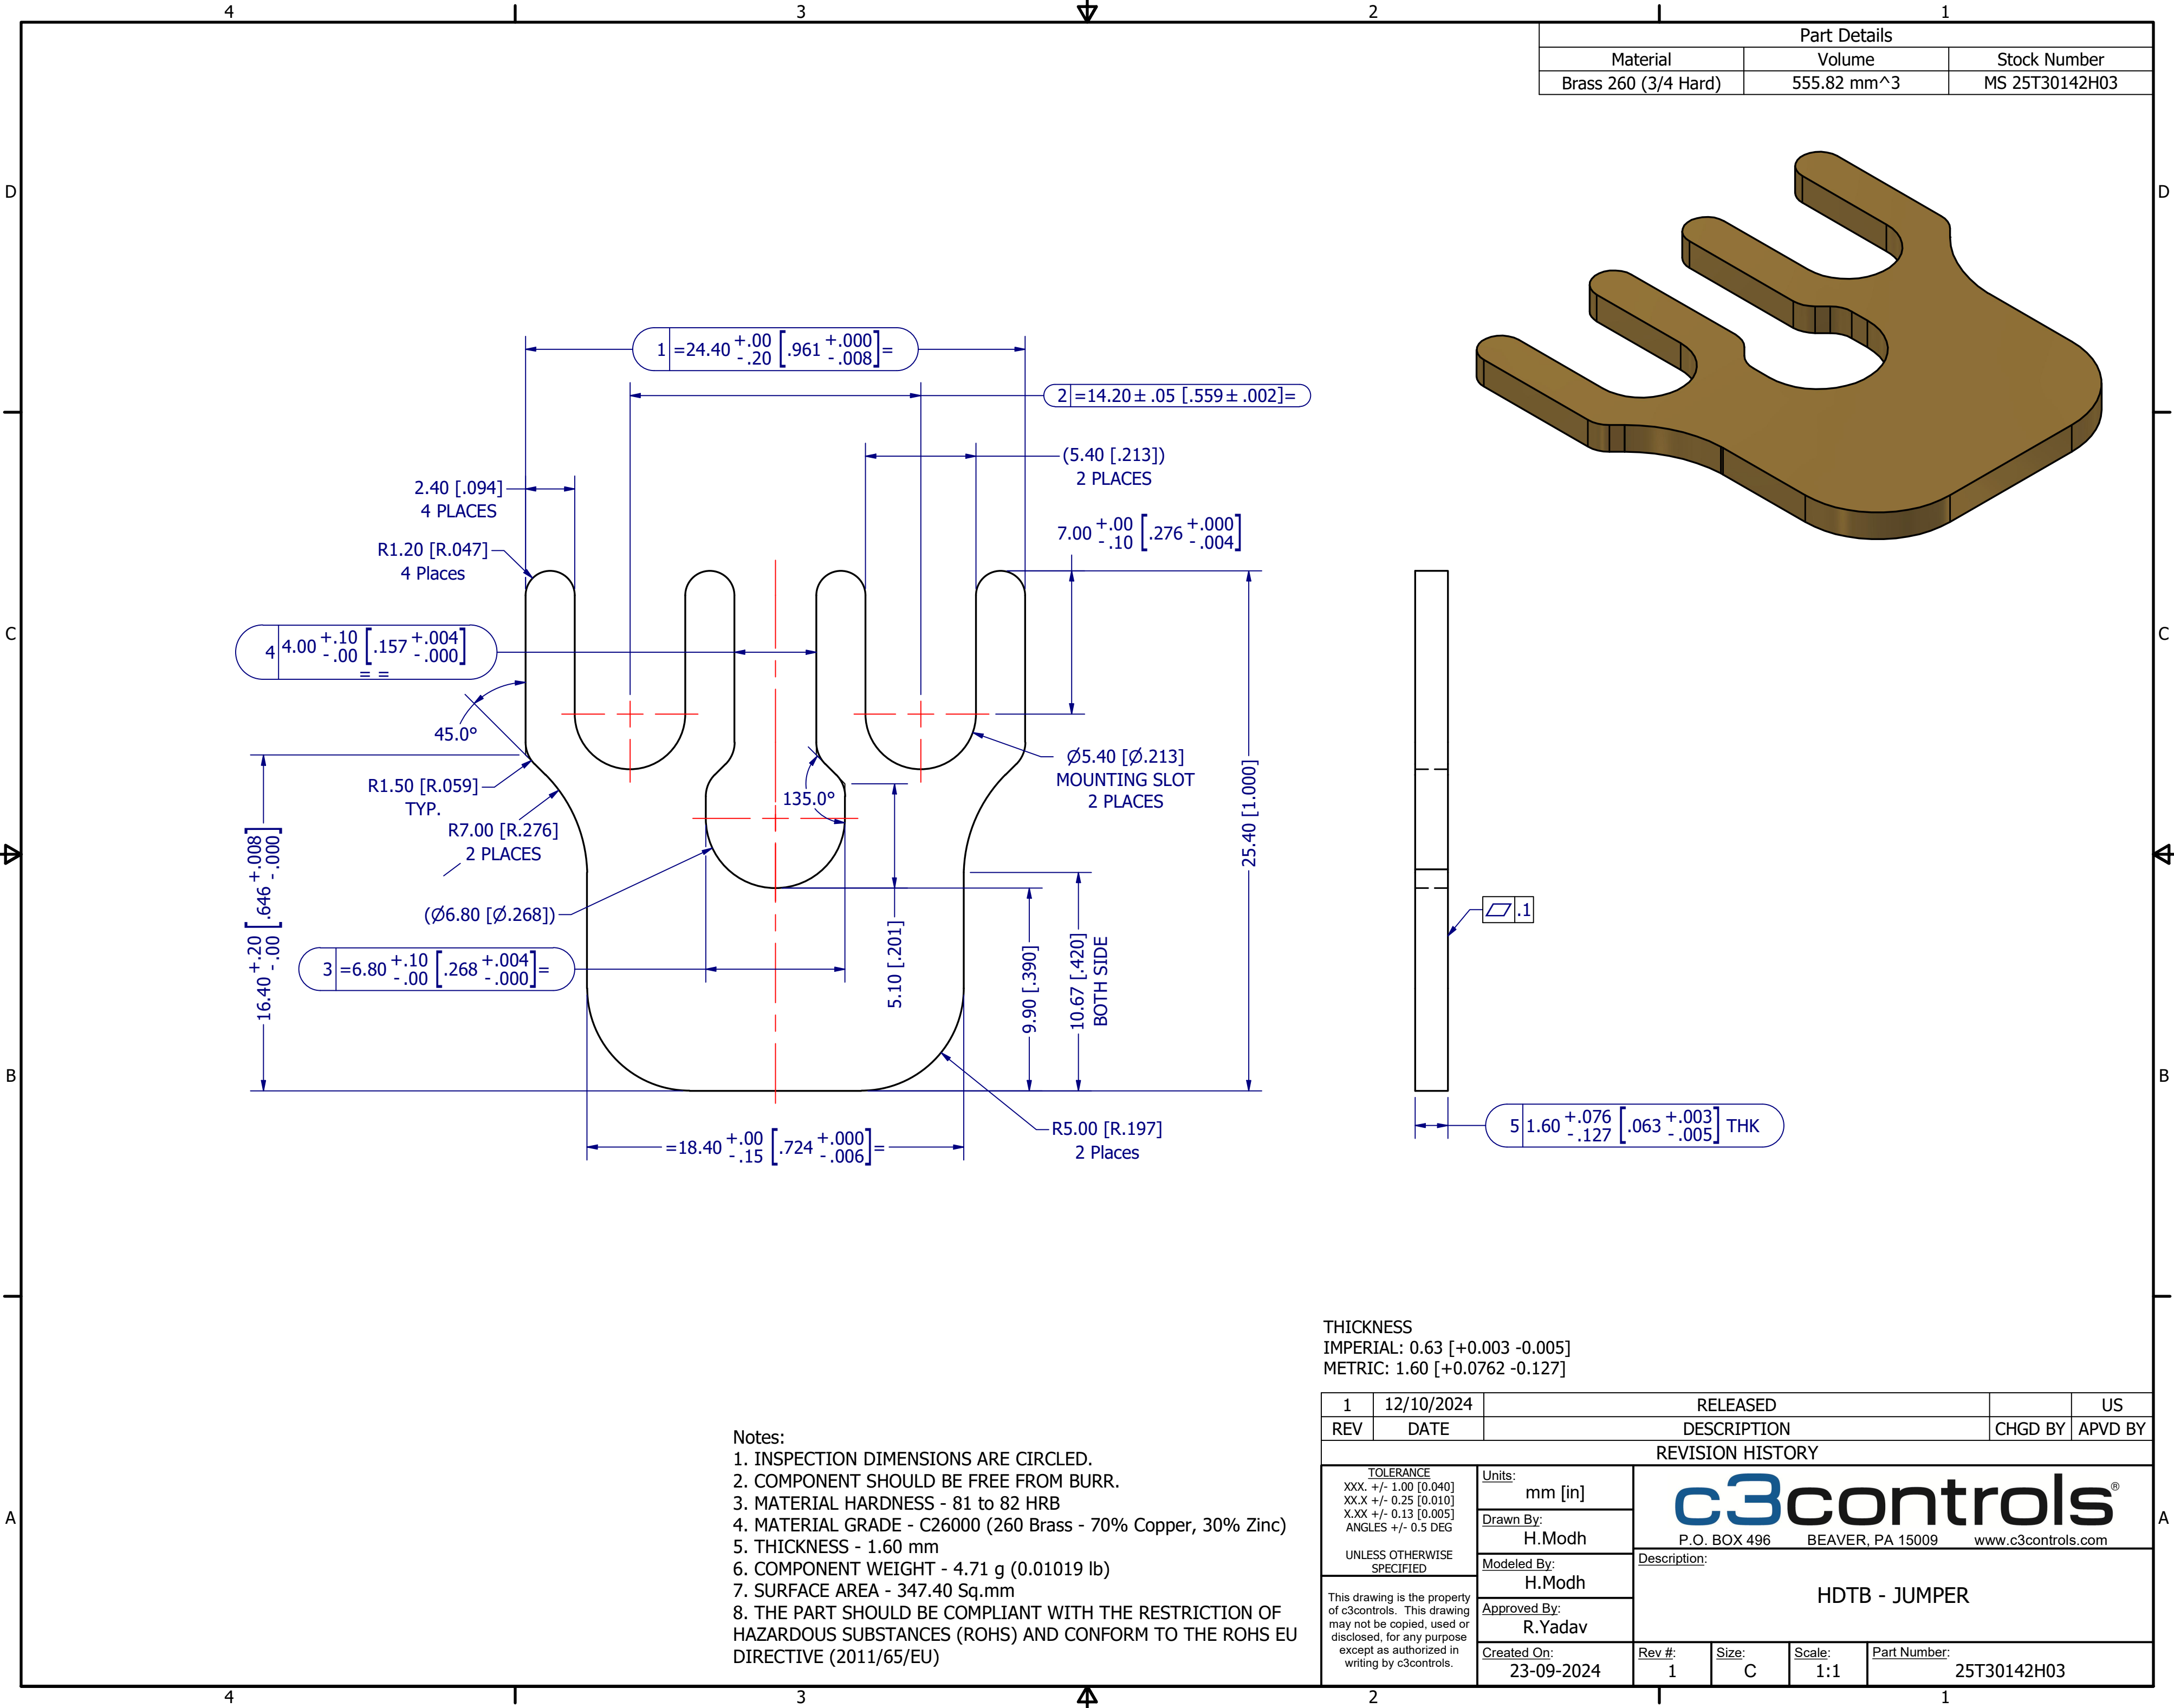 4 3 2 1
Part Details
Material Volume Stock Number
Brass 260 (3/4 Hard) 555.82 mm^3 MS 25T30142H03
D D
1 =24.40 +.00 -.20 [.961 +.000 -.008]=
2 =14.20±.05 [.559±.002]=
(5.40 [.213])
2 PLACES
2.40 [.094]
4 PLACES
7.00 +.00 -.10 [.276 +.000 -.004]
R1.20 [R.047]
4 Places
C C
4 4.00 +.10 -.00 [.157 +.004 -.000]
= =
45.0°
Ø5.40 [Ø.213]
MOUNTING SLOT
2 PLACES
R1.50 [R.059]
TYP.
135.0°
R7.00 [R.276]
2 PLACES
25.40 [1.000]
16.40 +.20 -.00 [.646 +.008 -.000]
(Ø6.80 [Ø.268])
.1
3 =6.80 +.10 -.00 [.268 +.004 -.000]=
5.10 [.201]
9.90 [.390]
10.67 [.420]
BOTH SIDE
B B
R5.00 [R.197]
2 Places
=18.40 +.00 -.15 [.724 +.000 -.006]=
5 1.60 +.076 -.127 [.063 +.003 -.005] THK
THICKNESS
IMPERIAL: 0.63 [+0.003 -0.005]
METRIC: 1.60 [+0.0762 -0.127]
1 12/10/2024 RELEASED US
REV DATE DESCRIPTION CHGD BY APVD BY
REVISION HISTORY
Notes:
1. INSPECTION DIMENSIONS ARE CIRCLED.
2. COMPONENT SHOULD BE FREE FROM BURR.
3. MATERIAL HARDNESS - 81 to 82 HRB
4. MATERIAL GRADE - C26000 (260 Brass - 70% Copper, 30% Zinc)
5. THICKNESS - 1.60 mm
6. COMPONENT WEIGHT - 4.71 g (0.01019 lb)
7. SURFACE AREA - 347.40 Sq.mm
8. THE PART SHOULD BE COMPLIANT WITH THE RESTRICTION OF
HAZARDOUS SUBSTANCES (ROHS) AND CONFORM TO THE ROHS EU
DIRECTIVE (2011/65/EU)
TOLERANCE
XXX. +/- 1.00 [0.040]
XX.X +/- 0.25 [0.010]
X.XX +/- 0.13 [0.005]
ANGLES +/- 0.5 DEG
UNLESS OTHERWISE
SPECIFIED
This drawing is the property
of c3controls. This drawing
may not be copied, used or
disclosed, for any purpose
except as authorized in
writing by c3controls.
Units:
mm [in]
Drawn By:
H.Modh
Modeled By:
H.Modh
Approved By:
R.Yadav
Created On:
23-09-2024
c3controls®
P.O. BOX 496 BEAVER, PA 15009 www.c3controls.com
Description:
HDTB - JUMPER
Rev #:
1
Size:
C
Scale:
1:1
Part Number:
25T30142H03
A A
4 3 2 1